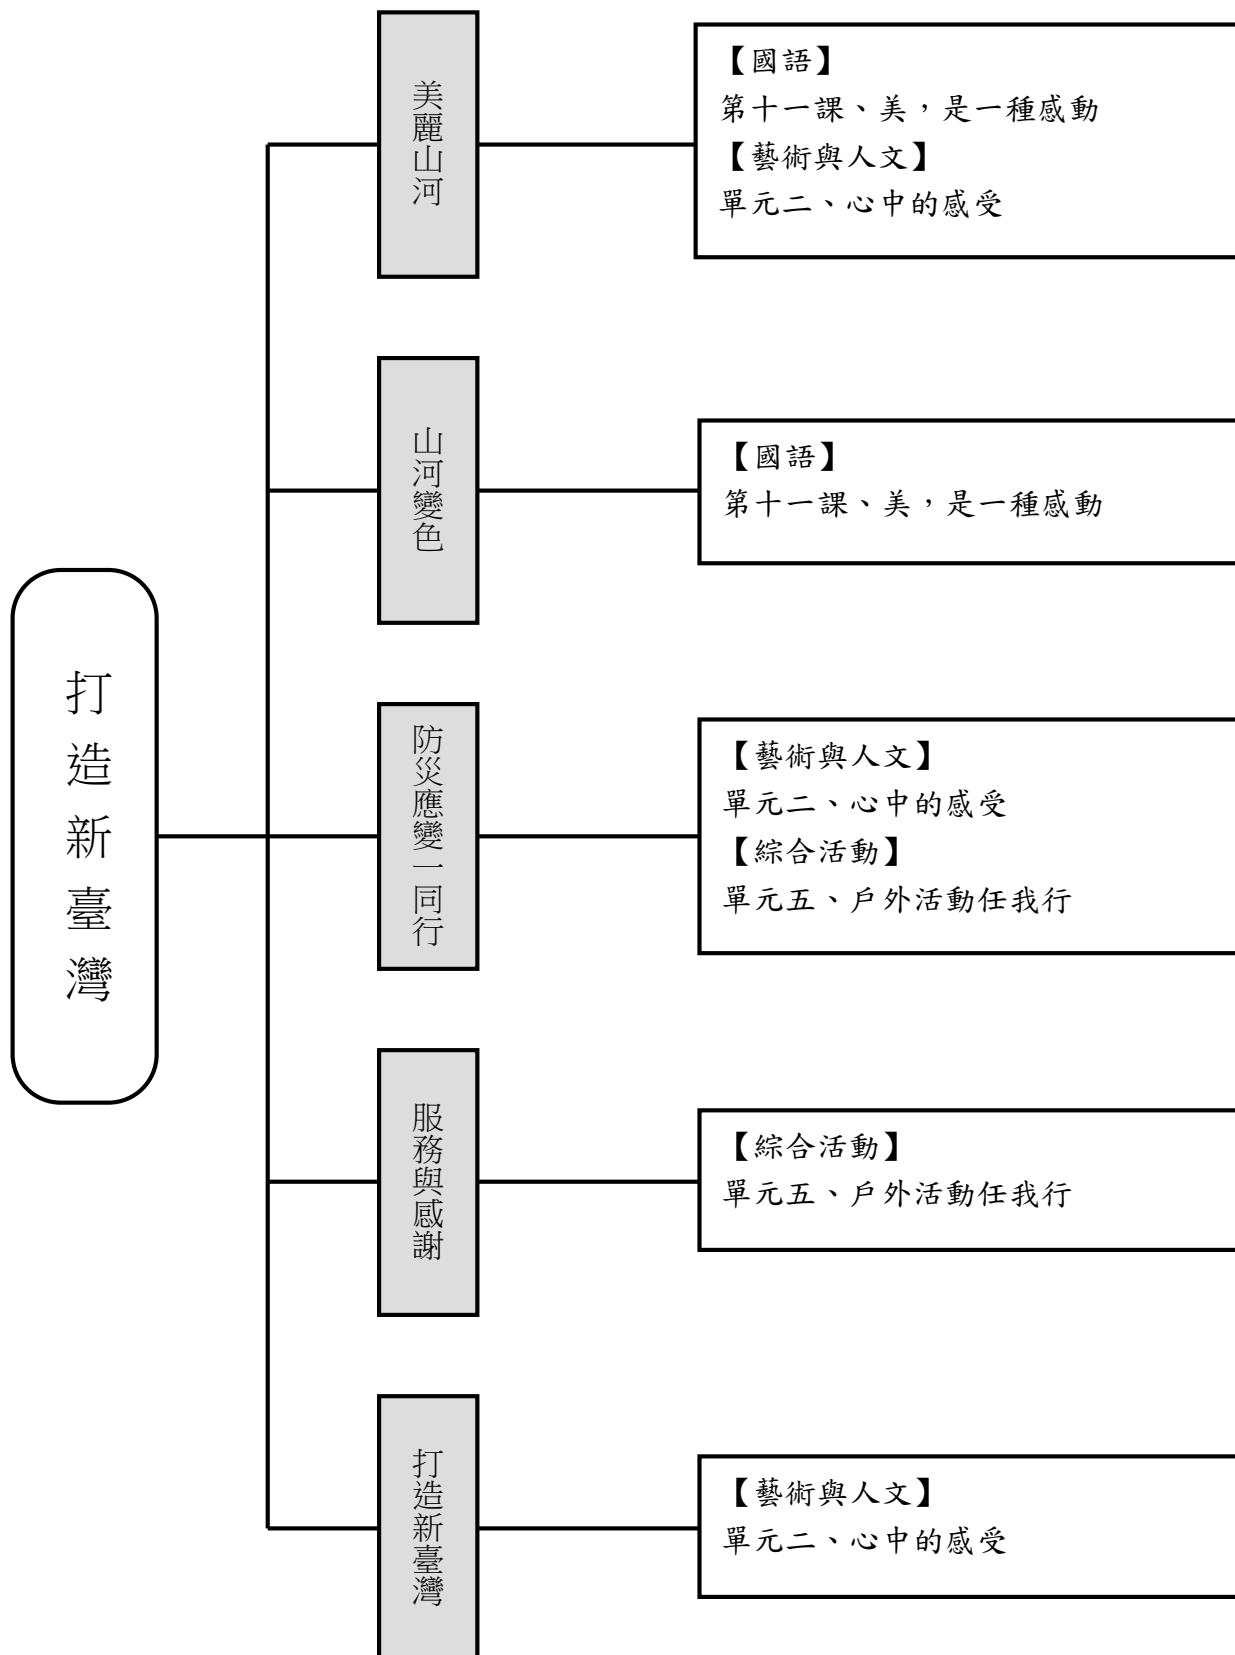 打造新臺灣
美麗山河
【國語】
第十一課、美，是一種感動
【藝術與人文】
單元二、心中的感受
山河變色
【國語】
第十一課、美，是一種感動
防災應變一同行
【藝術與人文】
單元二、心中的感受
【綜合活動】
單元五、戶外活動任我行
服務與感謝
【綜合活動】
單元五、戶外活動任我行
打造新臺灣
【藝術與人文】
單元二、心中的感受